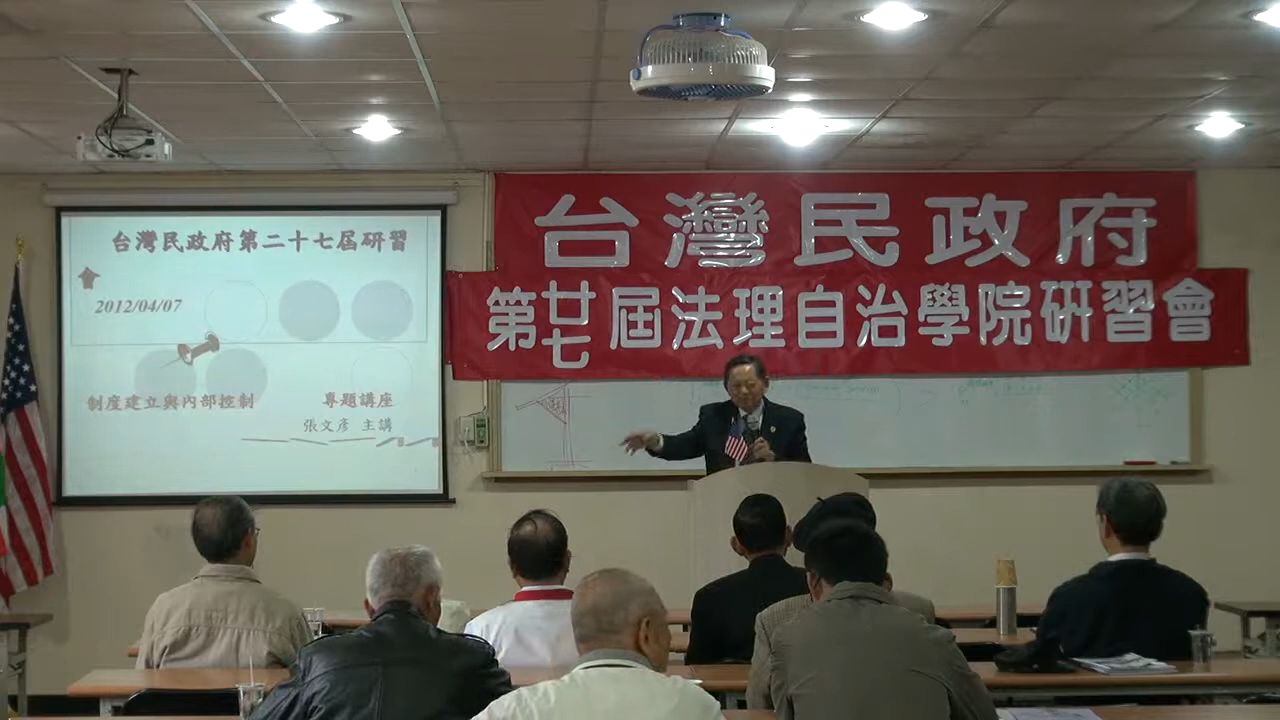 台灣民政府
第廿七屆法理自治學院研習會
台灣民政府第二十七屆研習
2012/04/07
制度建立與內部控制 專題講座
張文彥 主講